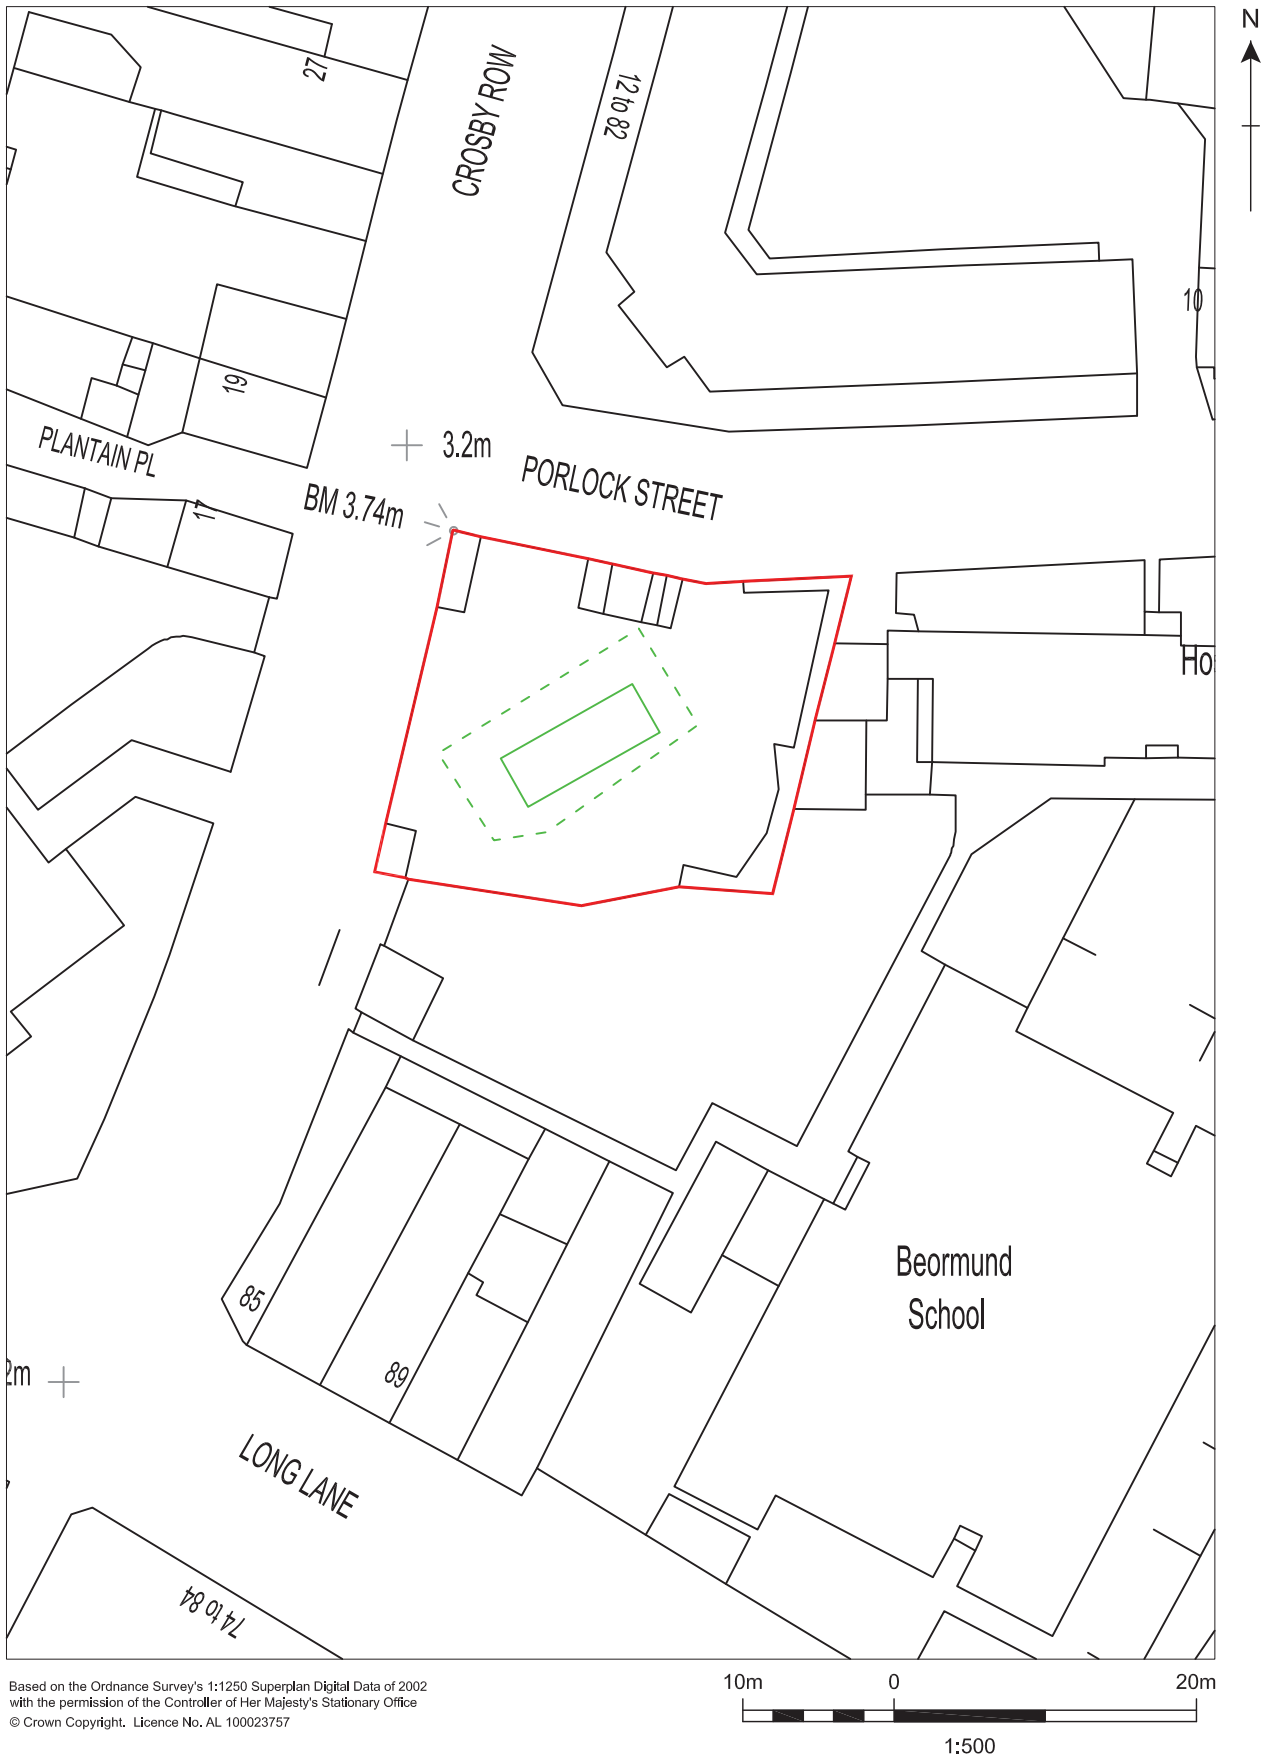 N
27
CROSBY ROW
12 to 82
10
19
PLANTAIN PL
3.2m
PORLOCK STREET
BM 3.74m
17
Ho
Beormund
School
85
89
2m
LONG LANE
74 to 84
Based on the Ordnance Survey's 1:1250 Superplan Digital Data of 2002
with the permission of the Controller of Her Majesty's Stationary Office
© Crown Copyright. Licence No. AL 100023757
10m 0 20m
1:500